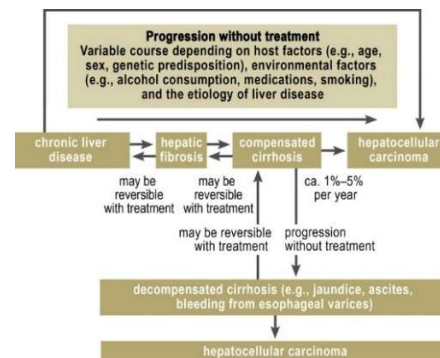 Progression without treatment
Variable course depending on host factors (e.g., age,
sex, genetic predisposition), environmental factors
(e.g., alcohol consumption, medications, smoking),
and the etiology of liver disease
chronic liver
disease
hepatic
fibrosis
compensated
cirrhosis
hepatocellular
carcinoma
may be
reversible
with treatment
may be
reversible
with treatment
ca. 1%–5%
per year
may be reversible
with treatment
progression
without treatment
decompensated cirrhosis (e.g., jaundice, ascites,
bleeding from esophageal varices)
hepatocellular carcinoma